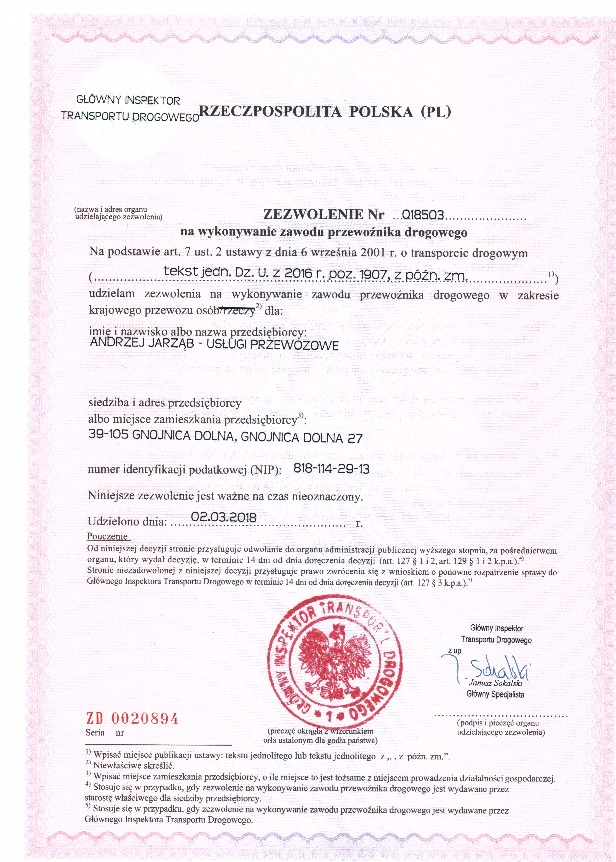 GŁÓWNY INSPEKTOR
TRANSPORTU DROGOWEGO
RZECZPOSPOLITA POLSKA (PL)
(nazwa i adres organu
udzielającego zezwolenia)
ZEZWOLENIE Nr ...018503......................
na wykonywanie zawodu przewoźnika drogowego
Na podstawie art. 7 ust. 2 ustawy z dnia 6 września 2001 r. o transporcie drogowym
(..................tekst jedn. Dz. U. z 2016 r. poz. 1907, z późn. zm.......................¹⁾)
udzielam zezwolenia na wykonywanie zawodu przewoźnika drogowego w zakresie
krajowego przewozu osób/rzeczy²⁾ dla:
imię i nazwisko albo nazwa przedsiębiorcy:
ANDRZEJ JARZĄB - USŁUGI PRZEWOZOWE
siedziba i adres przedsiębiorcy
albo miejsce zamieszkania przedsiębiorcy³⁾:
39-105 GNOJNICA DOLNA, GNOJNICA DOLNA 27
numer identyfikacji podatkowej (NIP): 818-114-29-13
Niniejsze zezwolenie jest ważne na czas nieoznaczony.
Udzielono dnia: .....02.03.2018........................ r.
Pouczenie
Od niniejszej decyzji stronie przysługuje odwołanie do organu administracji publicznej wyższego stopnia, za pośrednictwem
organu, który wydał decyzję, w terminie 14 dni od dnia doręczenia decyzji (art. 127 § 1 i 2, art. 129 § 1 i 2 k.p.a.).⁴⁾
Stronie niezadowolonej z niniejszej decyzji przysługuje prawo zwrócenia się z wnioskiem o ponowne rozpatrzenie sprawy do
Głównego Inspektora Transportu Drogowego w terminie 14 dni od dnia doręczenia decyzji (art. 127 § 3 k.p.a.).⁵⁾
GŁÓWNY INSPEKTOR TRANSPORTU DROGOWEGO * 1 *
Główny Inspektor
Transportu Drogowego
z up.
Sokalski
Janusz Sokalski
Główny Specjalista
ZD 0020894
Seria nr
(pieczęć okrągła z wizerunkiem
orła ustalonym dla godła państwa)
(podpis i pieczęć organu
udzielającego zezwolenia)
¹⁾ Wpisać miejsce publikacji ustawy: tekstu jednolitego lub tekstu jednolitego z „, z późn. zm.”.
²⁾ Niewłaściwe skreślić.
³⁾ Wpisać miejsce zamieszkania przedsiębiorcy, o ile miejsce to jest tożsame z miejscem prowadzenia działalności gospodarczej.
⁴⁾ Stosuje się w przypadku, gdy zezwolenie na wykonywanie zawodu przewoźnika drogowego jest wydawane przez
starostę właściwego dla siedziby przedsiębiorcy.
⁵⁾ Stosuje się w przypadku, gdy zezwolenie na wykonywanie zawodu przewoźnika drogowego jest wydawane przez
Głównego Inspektora Transportu Drogowego.